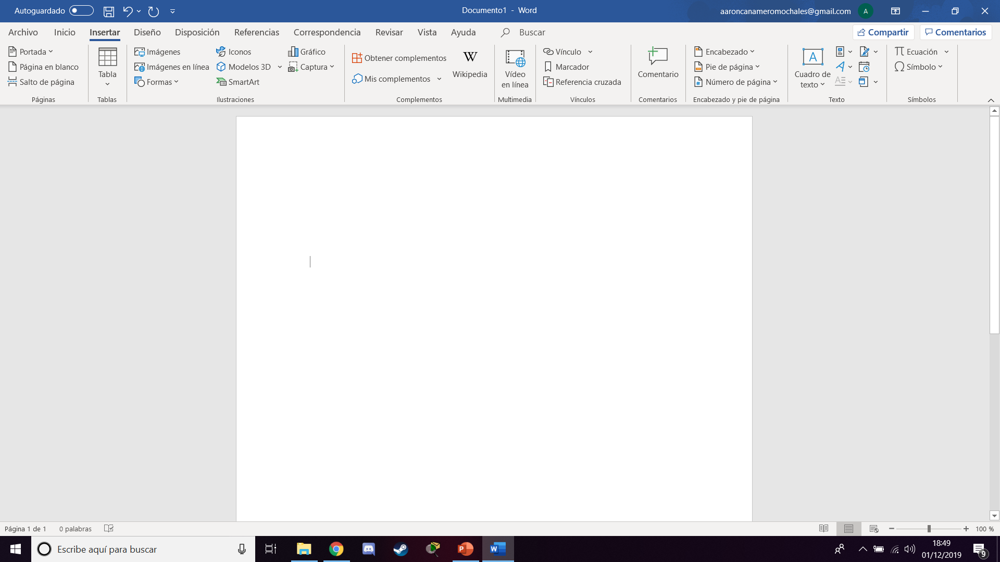 Autoguardado
Documento1 - Word
aaroncanameromochales@gmail.com
A
Archivo Inicio Insertar Diseño Disposición Referencias Correspondencia Revisar Vista Ayuda Buscar
Compartir Comentarios
Portada
Página en blanco
Salto de página
Páginas
Tabla
Tablas
Imágenes
Imágenes en línea
Formas
Iconos
Modelos 3D
SmartArt
Gráfico
Captura
Ilustraciones
Obtener complementos
Mis complementos
W
Wikipedia
Complementos
Vídeo
en línea
Multimedia
Vínculo
Marcador
Referencia cruzada
Vínculos
Comentario
Comentarios
Encabezado
Pie de página
Número de página
Encabezado y pie de página
A
Cuadro de
texto
Texto
Ecuación
Símbolo
Símbolos
Página 1 de 1
0 palabras
100 %
Escribe aquí para buscar
18:49
01/12/2019
9